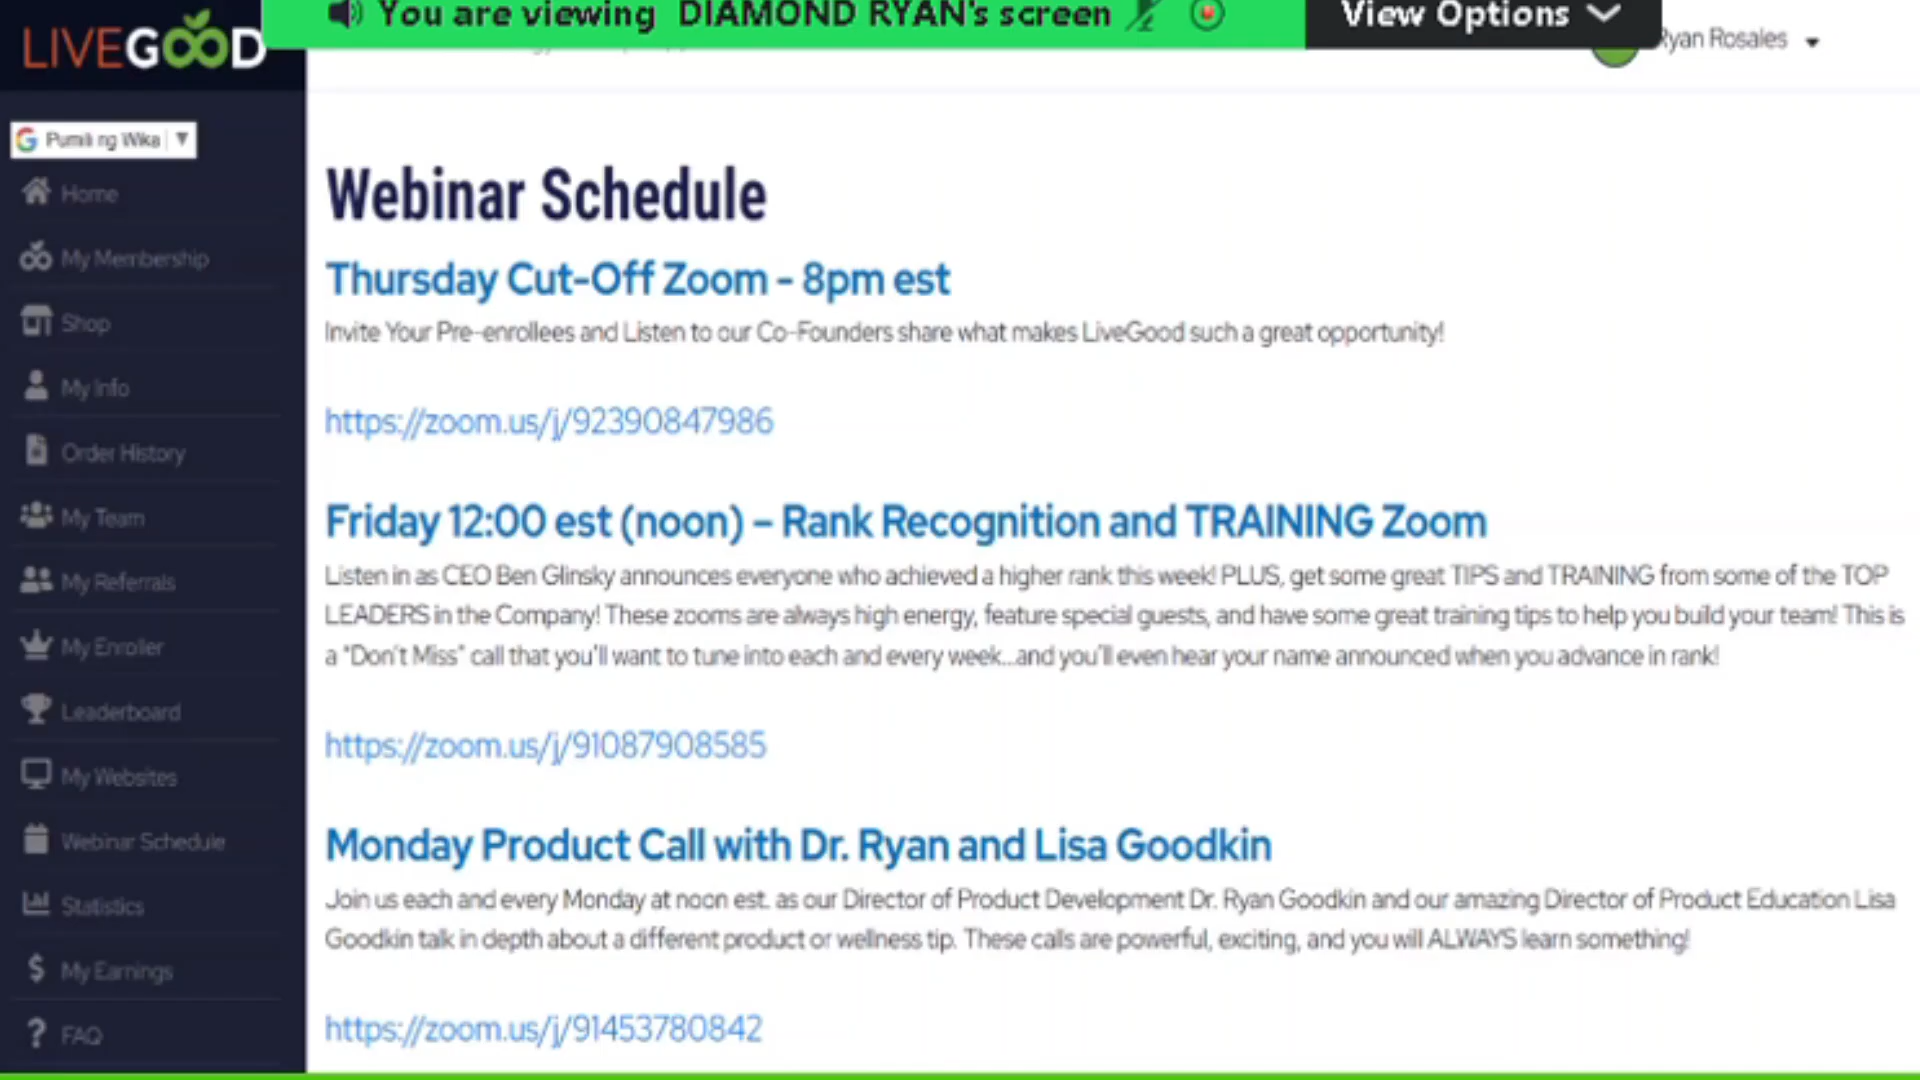 You are viewing DIAMOND RYAN's screen
View Options
LIVEGOOD
Ryan Rosales
Pumili ng Wika
Home
My Membership
Shop
My Info
Order History
My Team
My Referrals
My Enroller
Leaderboard
My Websites
Webinar Schedule
Statistics
$ My Earnings
? FAQ
Webinar Schedule
Thursday Cut-Off Zoom - 8pm est
Invite Your Pre-enrollees and Listen to our Co-Founders share what makes LiveGood such a great opportunity!
https://zoom.us/j/92390847986
Friday 12:00 est (noon) – Rank Recognition and TRAINING Zoom
Listen in as CEO Ben Glinsky announces everyone who achieved a higher rank this week! PLUS, get some great TIPS and TRAINING from some of the TOP
LEADERS in the Company! These zooms are always high energy, feature special guests, and have some great training tips to help you build your team! This is
a "Don't Miss" call that you'll want to tune into each and every week...and you'll even hear your name announced when you advance in rank!
https://zoom.us/j/91087908585
Monday Product Call with Dr. Ryan and Lisa Goodkin
Join us each and every Monday at noon est. as our Director of Product Development Dr. Ryan Goodkin and our amazing Director of Product Education Lisa
Goodkin talk in depth about a different product or wellness tip. These calls are powerful, exciting, and you will ALWAYS learn something!
https://zoom.us/j/91453780842